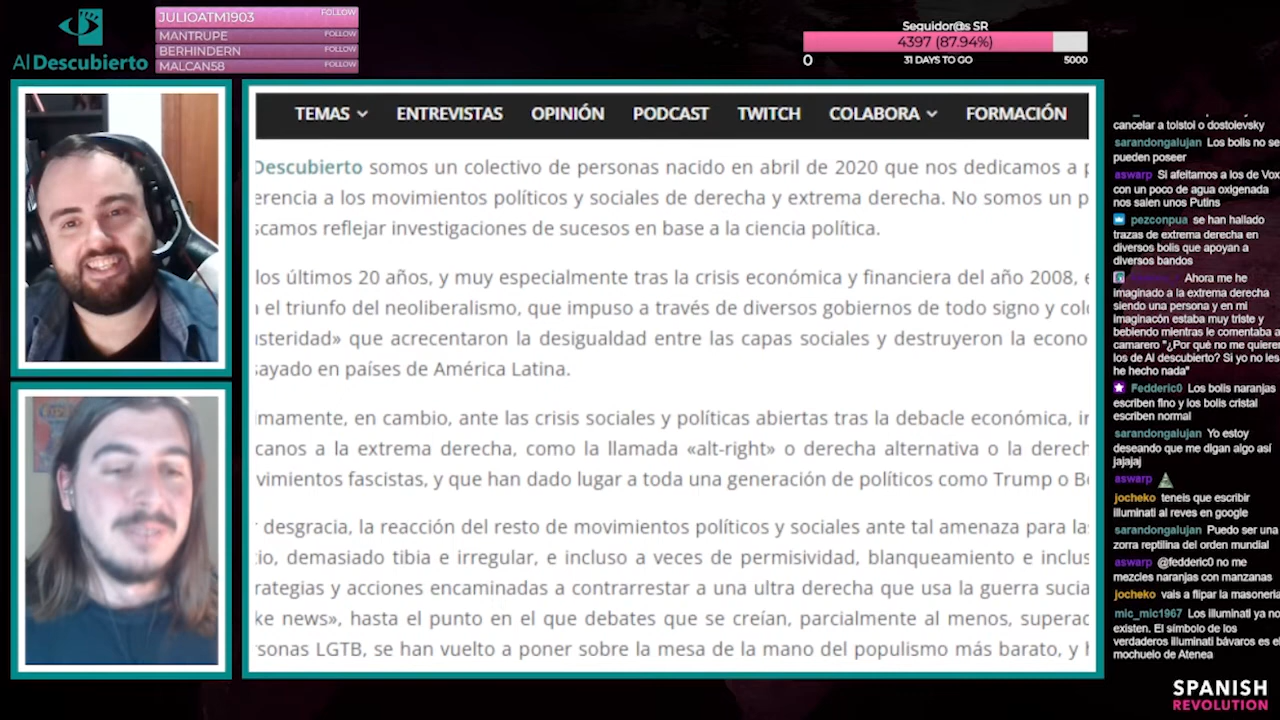 Al Descubierto
JULIOATM1903 FOLLOW
MANTRUPE FOLLOW
BERHINDERN FOLLOW
MALCAN58 FOLLOW
Seguidor@s SR
4397 (87.94%)
0 31 DAYS TO GO 5000
TEMAS ENTREVISTAS OPINIÓN PODCAST TWITCH COLABORA FORMACIÓN
Descubierto somos un colectivo de personas nacido en abril de 2020 que nos dedicamos a p
erencia a los movimientos políticos y sociales de derecha y extrema derecha. No somos un p
scamos reflejar investigaciones de sucesos en base a la ciencia política.
los últimos 20 años, y muy especialmente tras la crisis económica y financiera del año 2008, e
a el triunfo del neoliberalismo, que impuso a través de diversos gobiernos de todo signo y colo
usteridad» que acrecentaron la desigualdad entre las capas sociales y destruyeron la econo
sayado en países de América Latina.
imamente, en cambio, ante las crisis sociales y políticas abiertas tras la debacle económica, ir
canos a la extrema derecha, como la llamada «alt-right» o derecha alternativa o la derech
vimientos fascistas, y que han dado lugar a toda una generación de políticos como Trump o Bo
r desgracia, la reacción del resto de movimientos políticos y sociales ante tal amenaza para las
cio, demasiado tibia e irregular, e incluso a veces de permisividad, blanqueamiento e inclus
rategias y acciones encaminadas a contrarrestar a una ultra derecha que usa la guerra sucia
ke news», hasta el punto en el que debates que se creían, parcialmente al menos, superad
rsonas LGTB, se han vuelto a poner sobre la mesa de la mano del populismo más barato, y h
cancelar a tolstoi o dostoievsky
sarandongalujan Los bolis no se
pueden poseer
aswarp Si afeitamos a los de Vox
con un poco de agua oxigenada
nos salen unos Putins
pezconpua se han hallado
trazas de extrema derecha en
diversos bolis que apoyan a
diversos bandos
Ahora me he
imaginado a la extrema derecha
siendo una persona y en mi
imaginacón estaba muy triste y
bebiendo mientras le comentaba a
camarero "¿Por qué no me quieren
los de Al descubierto? Si yo no les
he hecho nada"
Fedderic0 Los bolis naranjas
escriben fino y los bolis cristal
escriben normal
sarandongalujan Yo estoy
deseando que me digan algo así
jajajaj
aswarp
jocheko teneis que escribir
illuminati al reves en google
sarandongalujan Puedo ser una
zorra reptilina del orden mundial
aswarp @fedderic0 no me
mezcles naranjas con manzanas
jocheko vais a flipar la masoneria
mic_mic1967 Los illuminati ya no
existen. El símbolo de los
verdaderos illuminati bávaros es el
mochuelo de Atenea
SPANISH
REVOLUTION